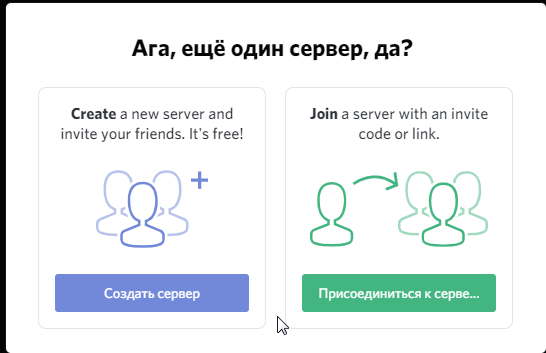 Ага, ещё один сервер, да?
Create a new server and
invite your friends. It's free!
Создать сервер
Join a server with an invite
code or link.
Присоединиться к серве...